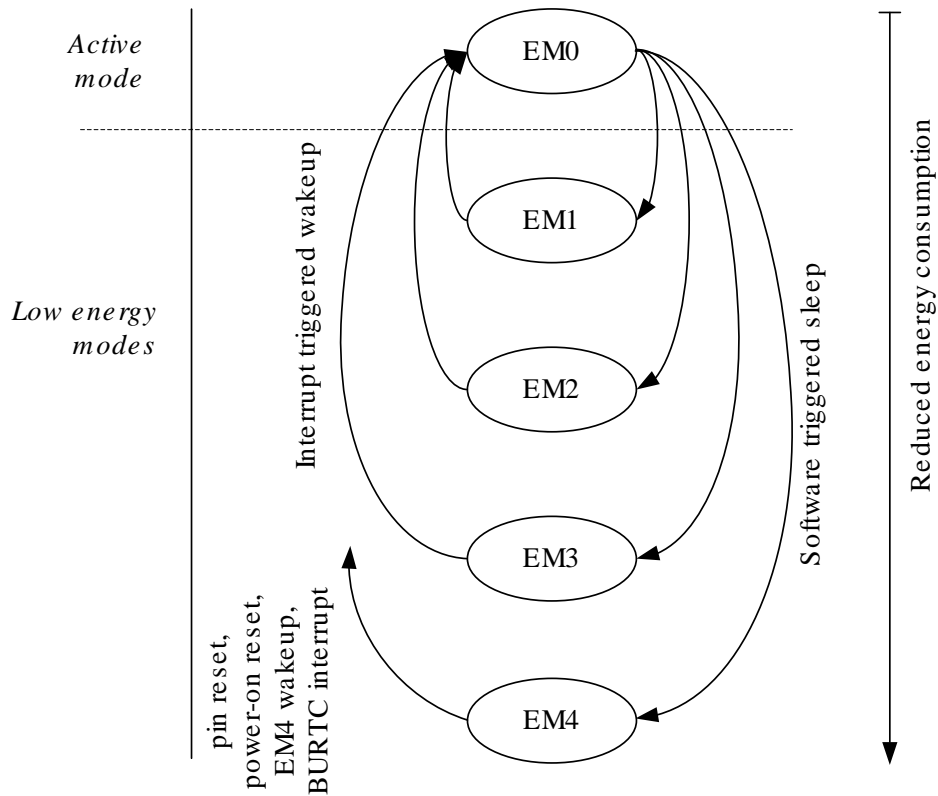 Active
mode
Low energy
modes
EM0
EM1
EM2
EM3
EM4
Interrupt triggered wakeup
pin reset,
power-on reset,
EM4 wakeup,
BURTC interrupt
Software triggered sleep
Reduced energy consumption